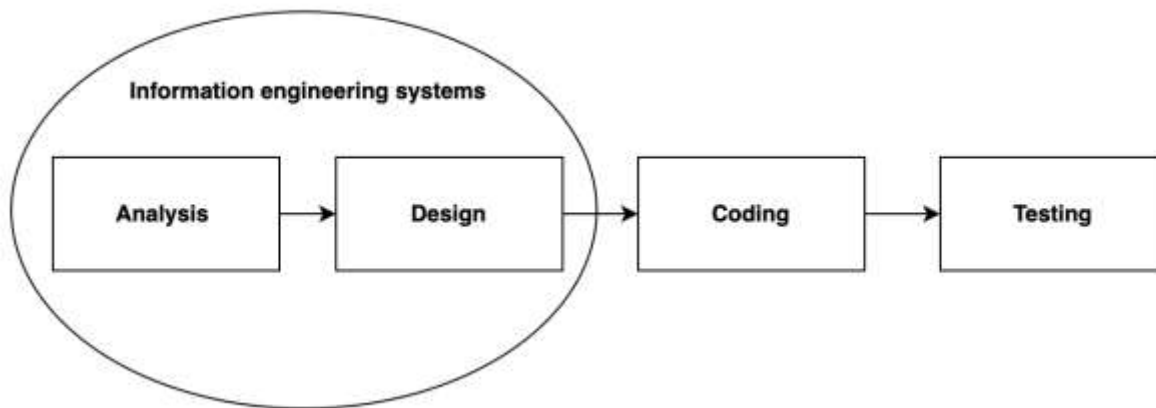 Information engineering systems
Analysis
Design
Coding
Testing